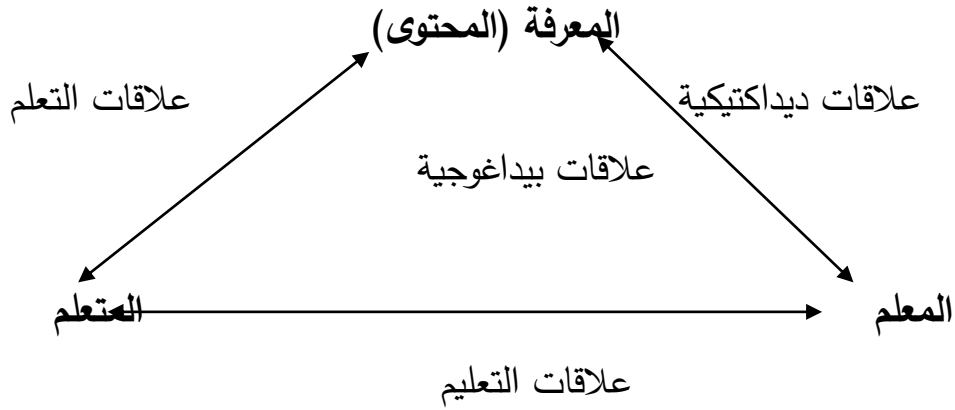 المعرفة (المحتوى)
علاقات ديداكتيكية
علاقات التعلم
علاقات بيداغوجية
المعلم
المتعلم
علاقات التعليم